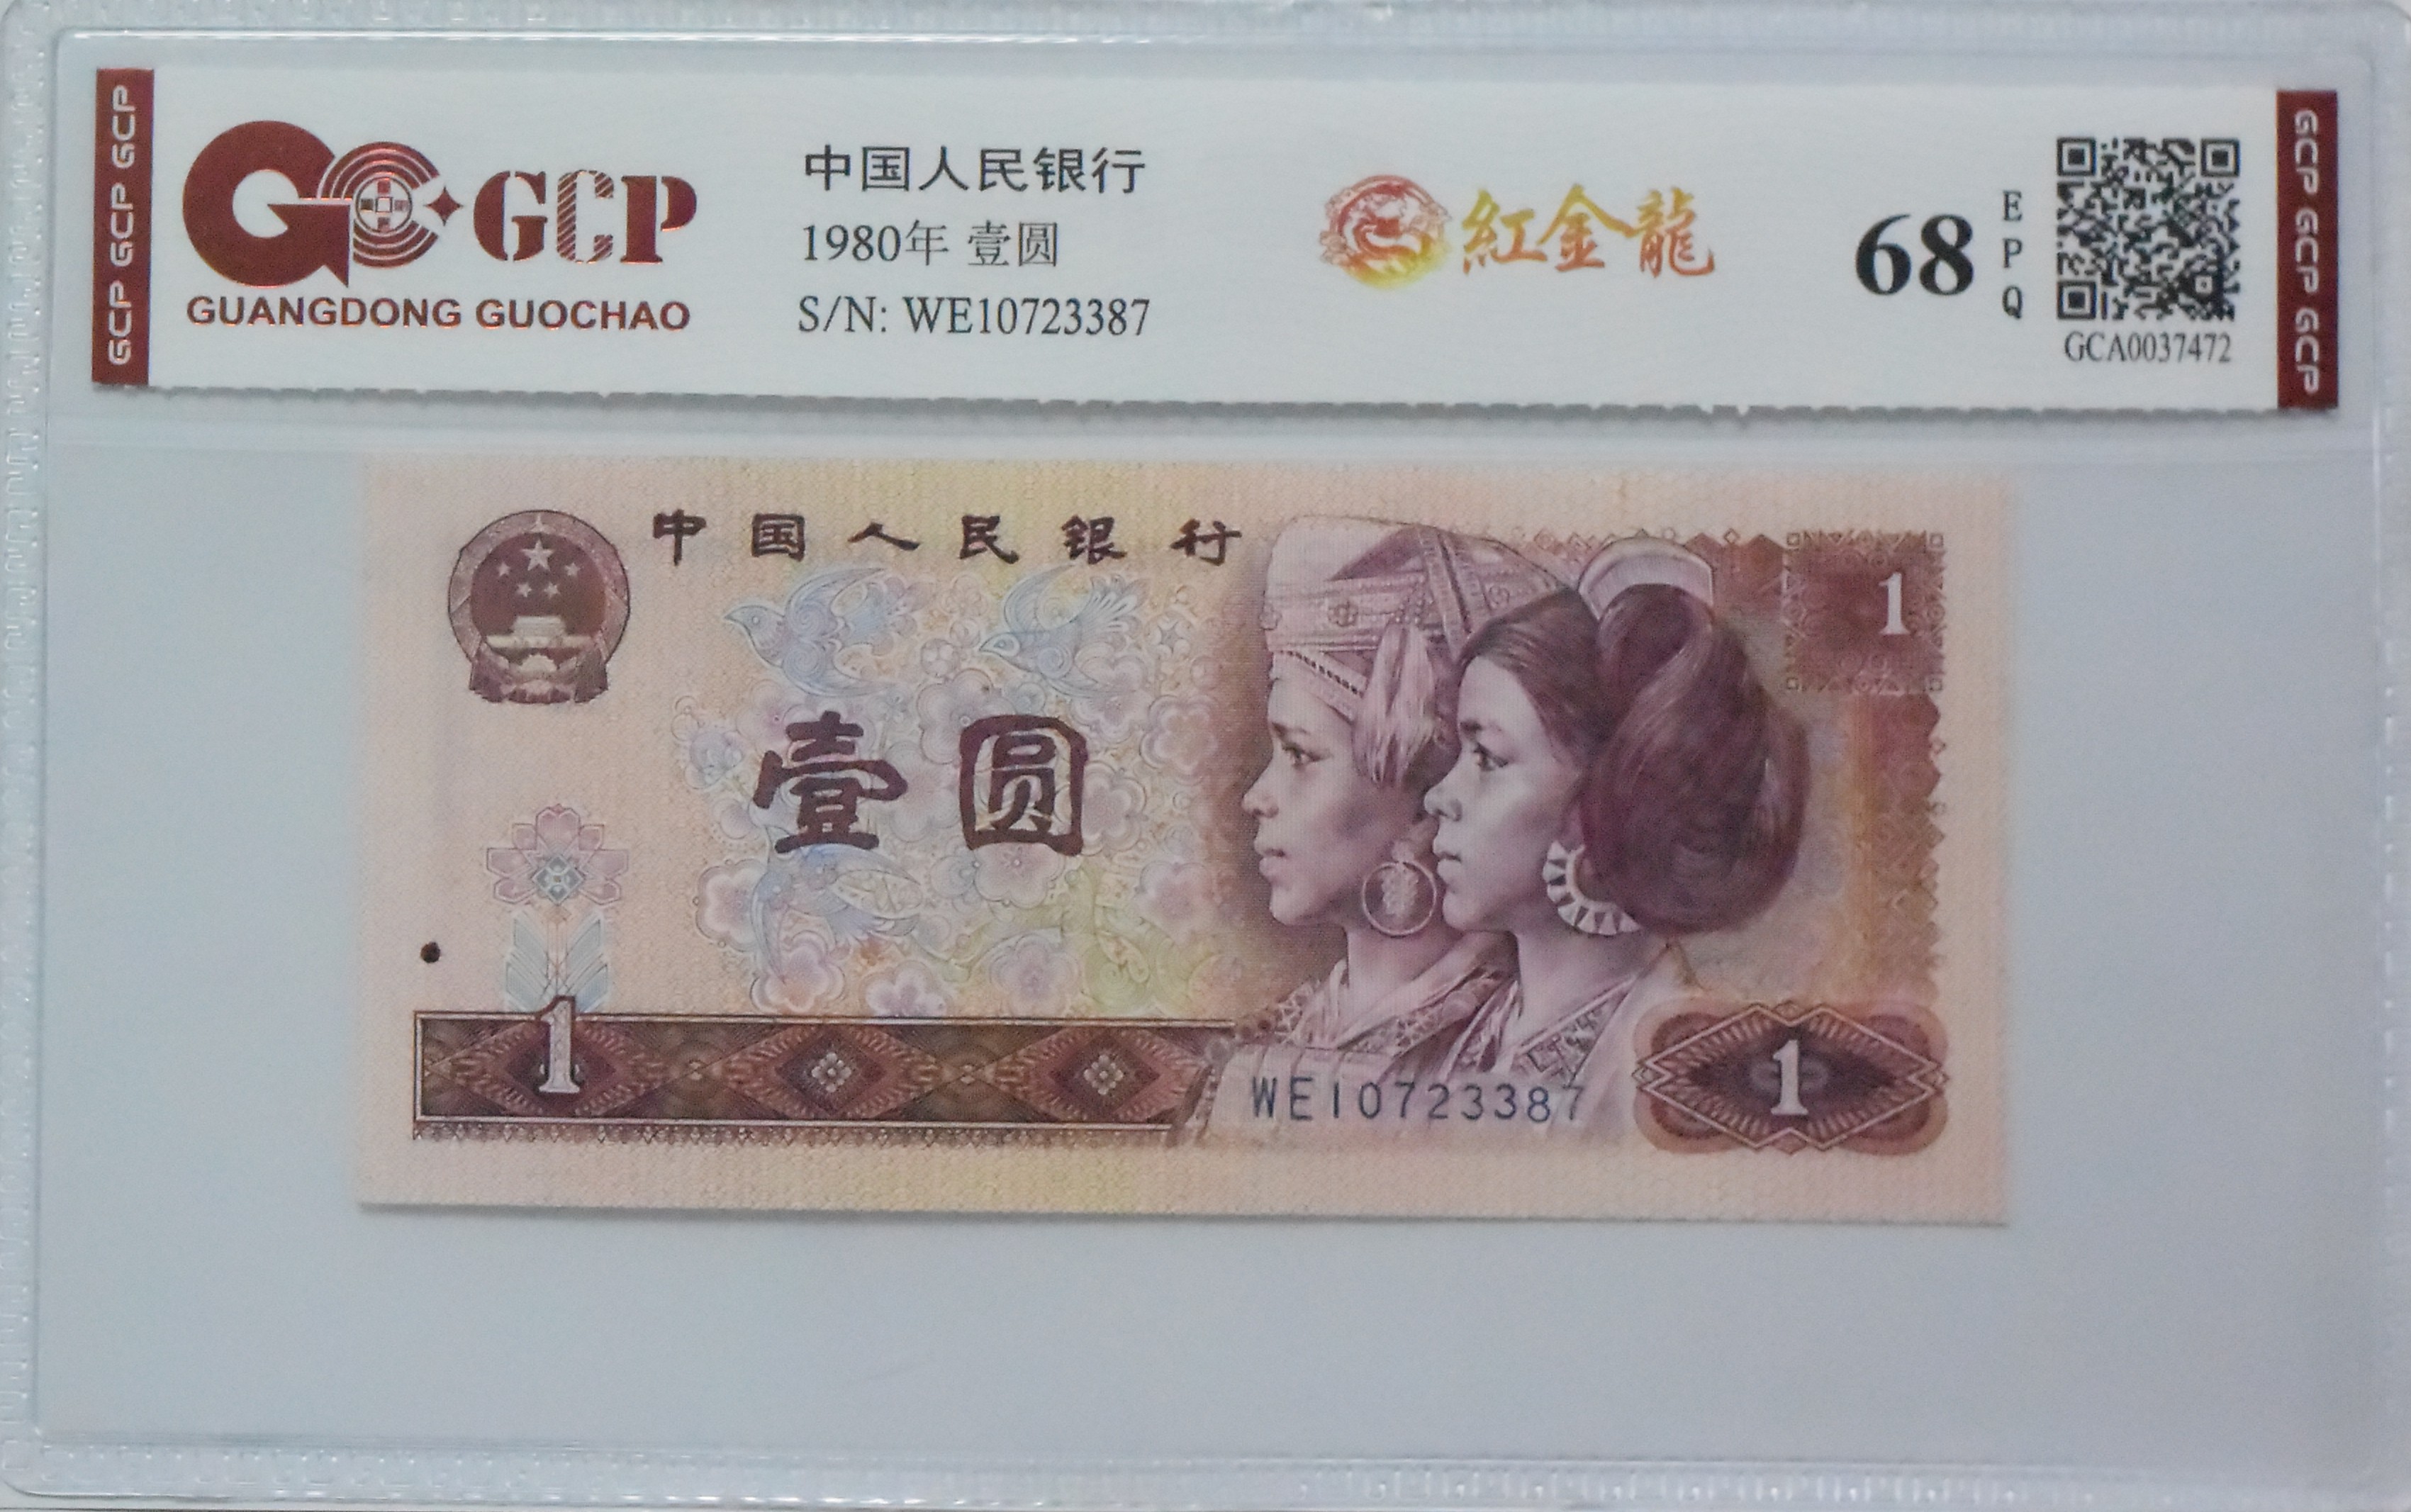 GCP GCP GCP
GCP
GUANGDONG GUOCHAO
中国人民银行
1980年 壹圆
S/N: WE10723387
紅金龍
68
EPQ
GCA0037472
GCP GCP GCP
中国人民银行
1
壹圆
1
WE10723387
1